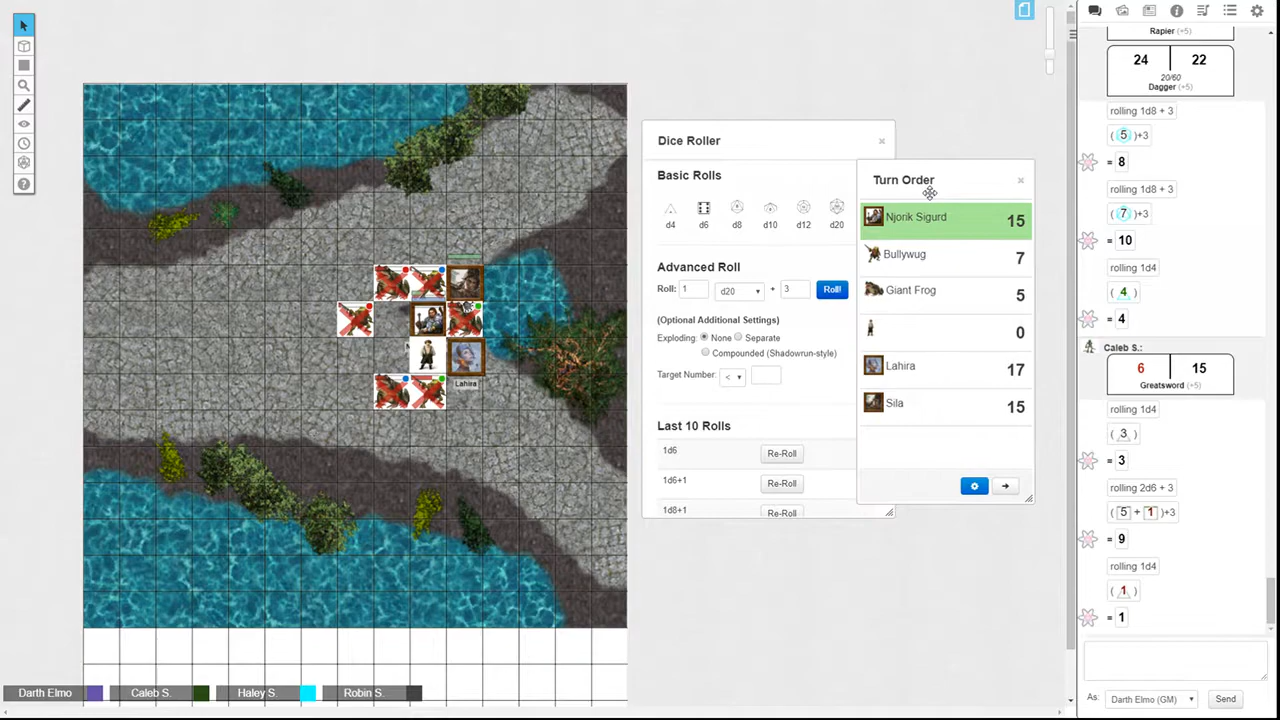 Lahira
Darth Elmo
Caleb S.
Haley S.
Robin S.
Dice Roller
×
Basic Rolls
d4
d6
d8
d10
d12
d20
Advanced Roll
Roll: 1 d20 + 3 Roll!
(Optional Additional Settings)
Exploding: None Separate
Compounded (Shadowrun-style)
Target Number: <
Last 10 Rolls
1d6 Re-Roll
1d6+1 Re-Roll
1d8+1 Re-Roll
Turn Order
×
Njorik Sigurd 15
Bullywug 7
Giant Frog 5
0
Lahira 17
Sila 15
Rapier (+5)
24 22
20/60
Dagger (+5)
rolling 1d8 + 3
( 5 )+3
= 8
rolling 1d8 + 3
( 7 )+3
= 10
rolling 1d4
( 4 )
= 4
Caleb S.:
6 15
Greatsword (+5)
rolling 1d4
( 3 )
= 3
rolling 2d6 + 3
( 5 + 1 )+3
= 9
rolling 1d4
( 1 )
= 1
As: Darth Elmo (GM) Send